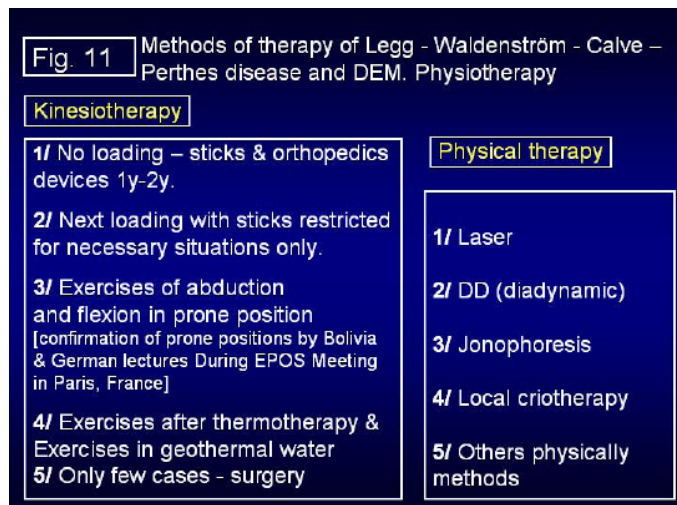 Fig. 11
Methods of therapy of Legg - Waldenström - Calve –
Perthes disease and DEM. Physiotherapy
Kinesiotherapy
1/ No loading – sticks & orthopedics
devices 1y-2y.
2/ Next loading with sticks restricted
for necessary situations only.
3/ Exercises of abduction
and flexion in prone position
[confirmation of prone positions by Bolivia
& German lectures During EPOS Meeting
in Paris, France]
4/ Exercises after thermotherapy &
Exercises in geothermal water
5/ Only few cases - surgery
Physical therapy
1/ Laser
2/ DD (diadynamic)
3/ Jonophoresis
4/ Local criotherapy
5/ Others physically
methods